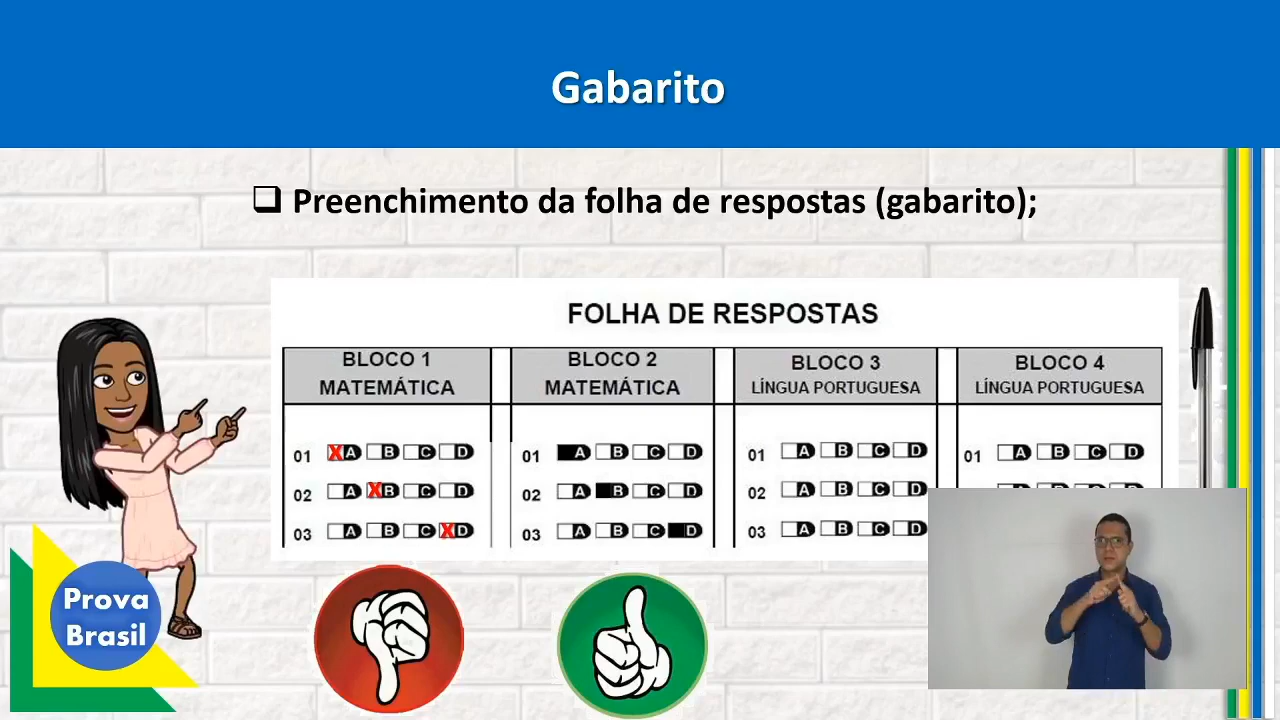 Gabarito
❑ Preenchimento da folha de respostas (gabarito);
FOLHA DE RESPOSTAS
BLOCO 1
MATEMÁTICA
BLOCO 2
MATEMÁTICA
BLOCO 3
LÍNGUA PORTUGUESA
BLOCO 4
LÍNGUA PORTUGUESA
01 X A B C D
02 A X B C D
03 A B C X D
01 A B C D
02 A B C D
03 A B C D
01 A B C D
02 A B C D
03 A B C D
01 A B C D
Prova
Brasil